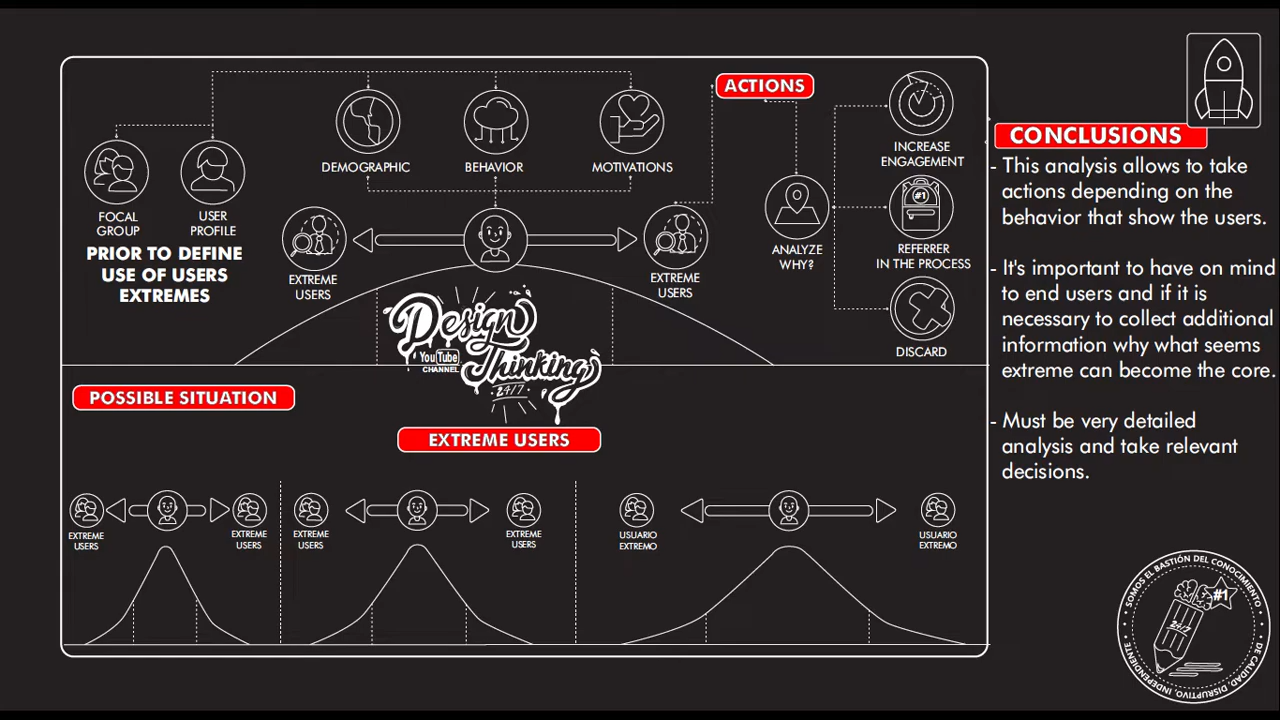 ACTIONS
DEMOGRAPHIC
BEHAVIOR
MOTIVATIONS
INCREASE
ENGAGEMENT
FOCAL
GROUP
USER
PROFILE
PRIOR TO DEFINE
USE OF USERS
EXTREMES
EXTREME
USERS
EXTREME
USERS
ANALYZE
WHY?
#1
REFERRER
IN THE PROCESS
DISCARD
Design
Thinking
YouTube
CHANNEL
24/7
POSSIBLE SITUATION
EXTREME USERS
EXTREME
USERS
EXTREME
USERS
EXTREME
USERS
EXTREME
USERS
USUARIO
EXTREMO
USUARIO
EXTREMO
CONCLUSIONS
- This analysis allows to take
actions depending on the
behavior that show the users.
- It's important to have on mind
to end users and if it is
necessary to collect additional
information why what seems
extreme can become the core.
- Must be very detailed
analysis and take relevant
decisions.
• SOMOS EL BASTIÓN DEL CONOCIMIENTO
• DE CALIDAD, DISRUPTIVO, INDEPENDIENTE
#1
24/7